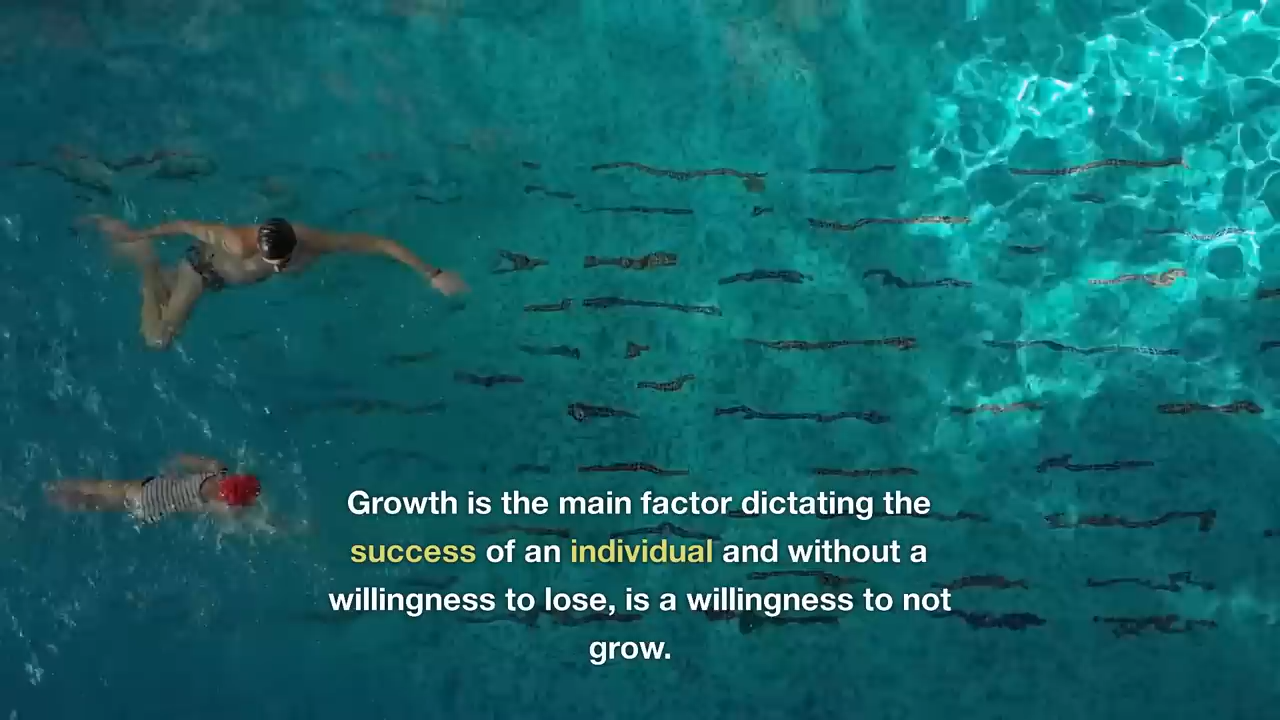 Growth is the main factor dictating the
success of an individual and without a
willingness to lose, is a willingness to not
grow.